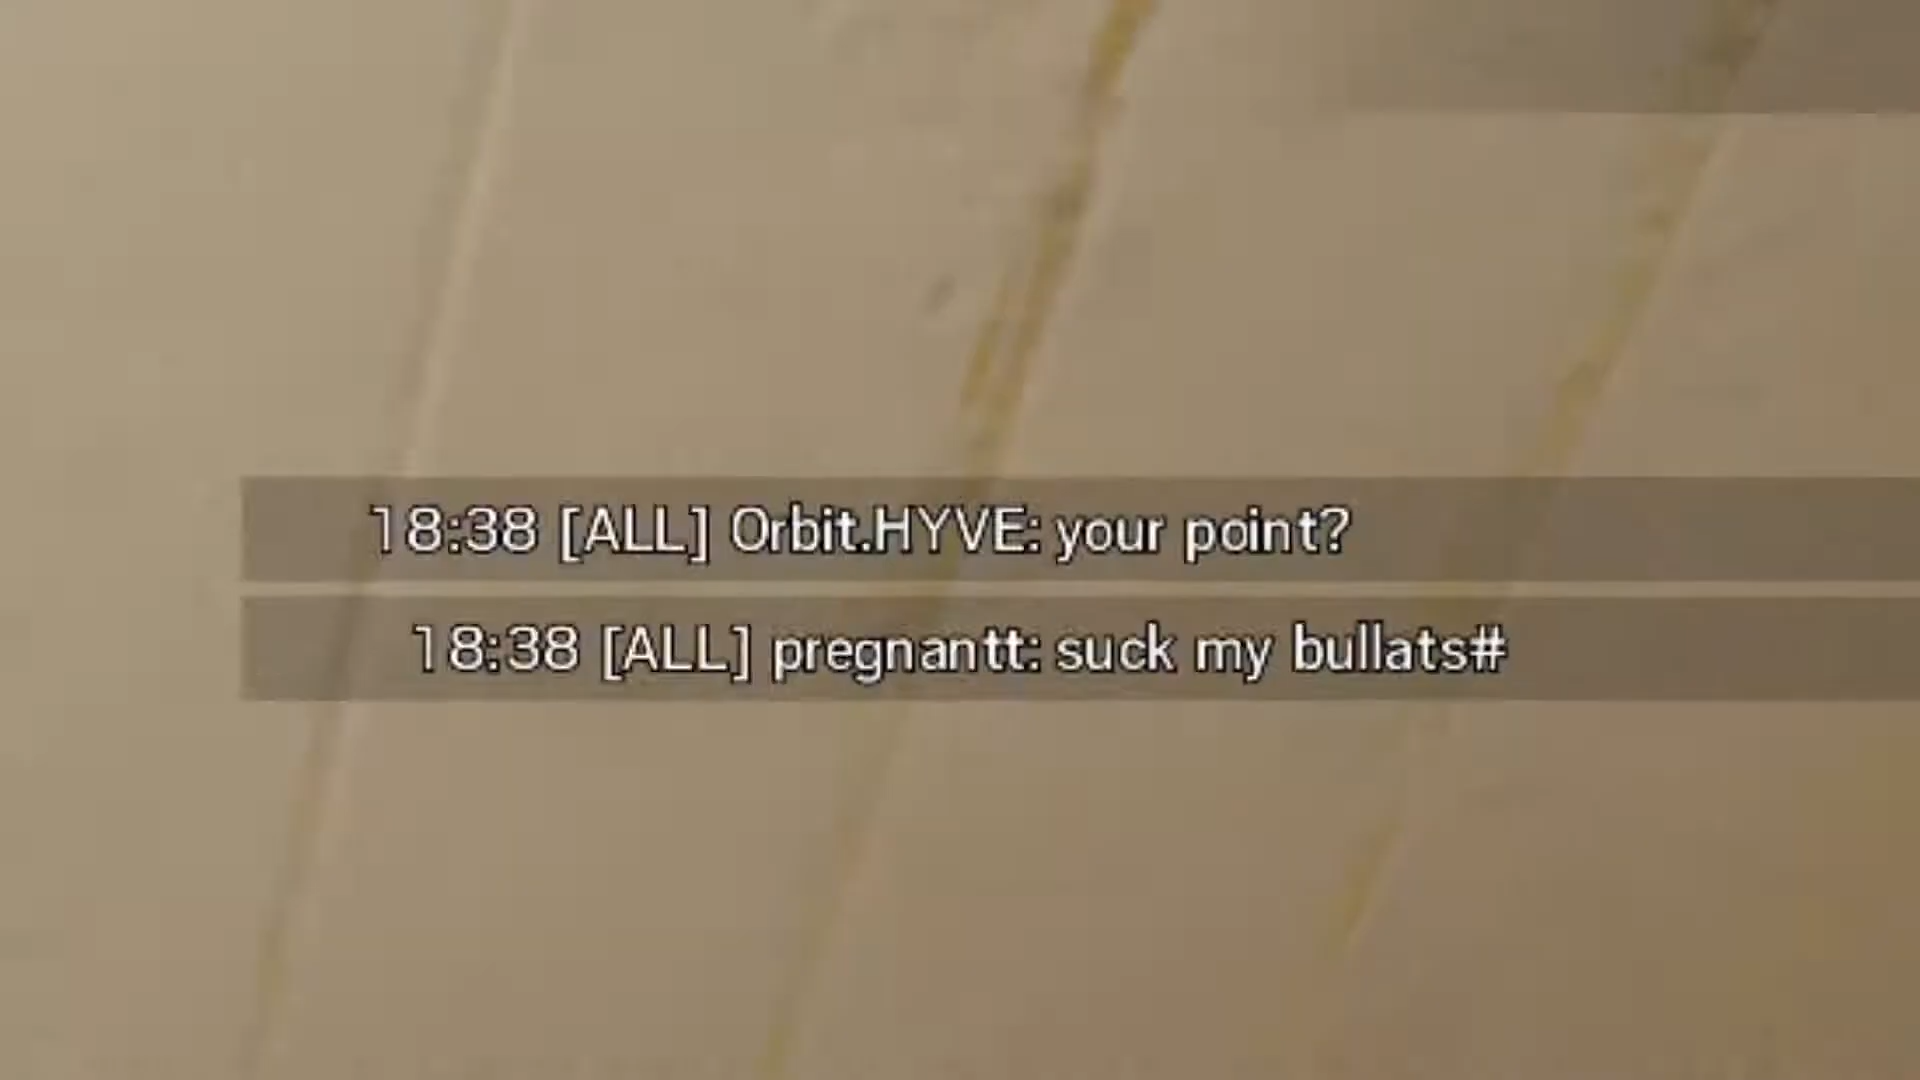 18:38 [ALL] Orbit.HYVE: your point?
18:38 [ALL] pregnantt: suck my bullats#